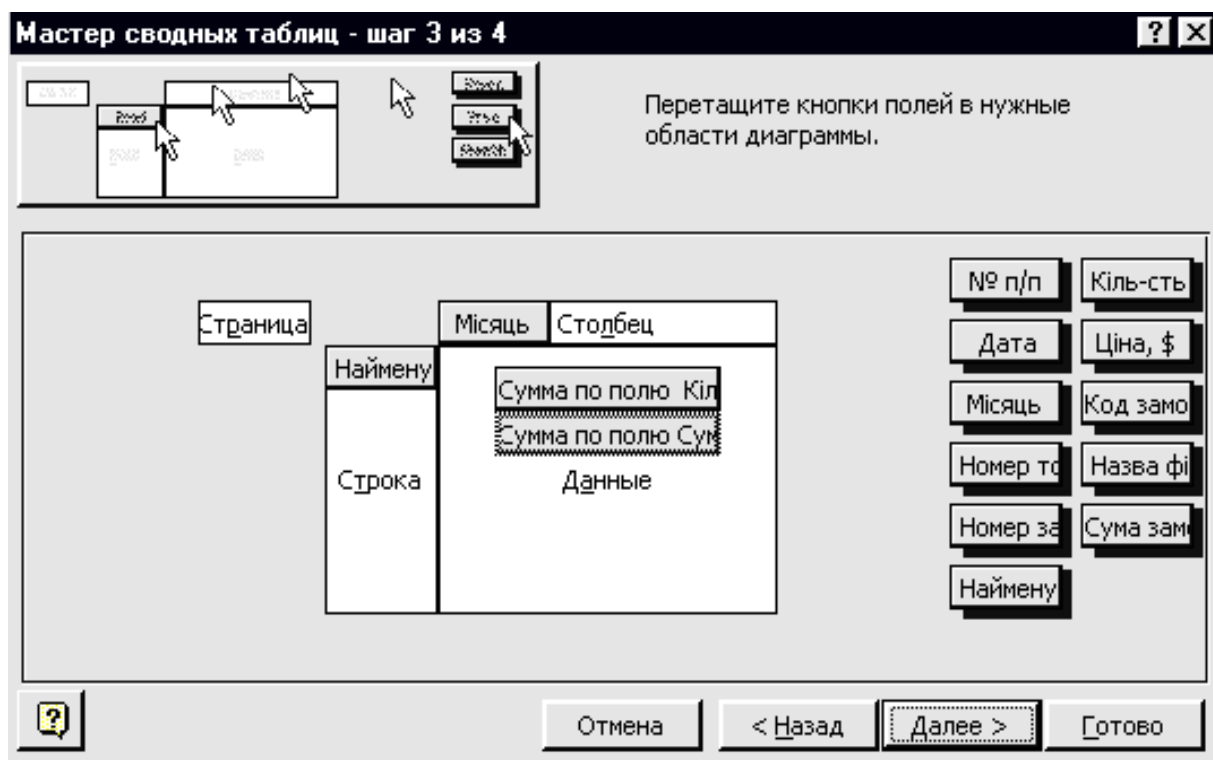 Мастер сводных таблиц - шаг 3 из 4
Перетащите кнопки полей в нужные
области диаграммы.
Страница
Місяць
Столбец
Наймену
Сумма по полю Кіл
Сумма по полю Сум
Строка
Данные
№ п/п
Кіль-сть
Дата
Ціна, $
Місяць
Код замо
Номер то
Назва фі
Номер за
Сума замо
Наймену
Отмена
< Назад
Далее >
Готово